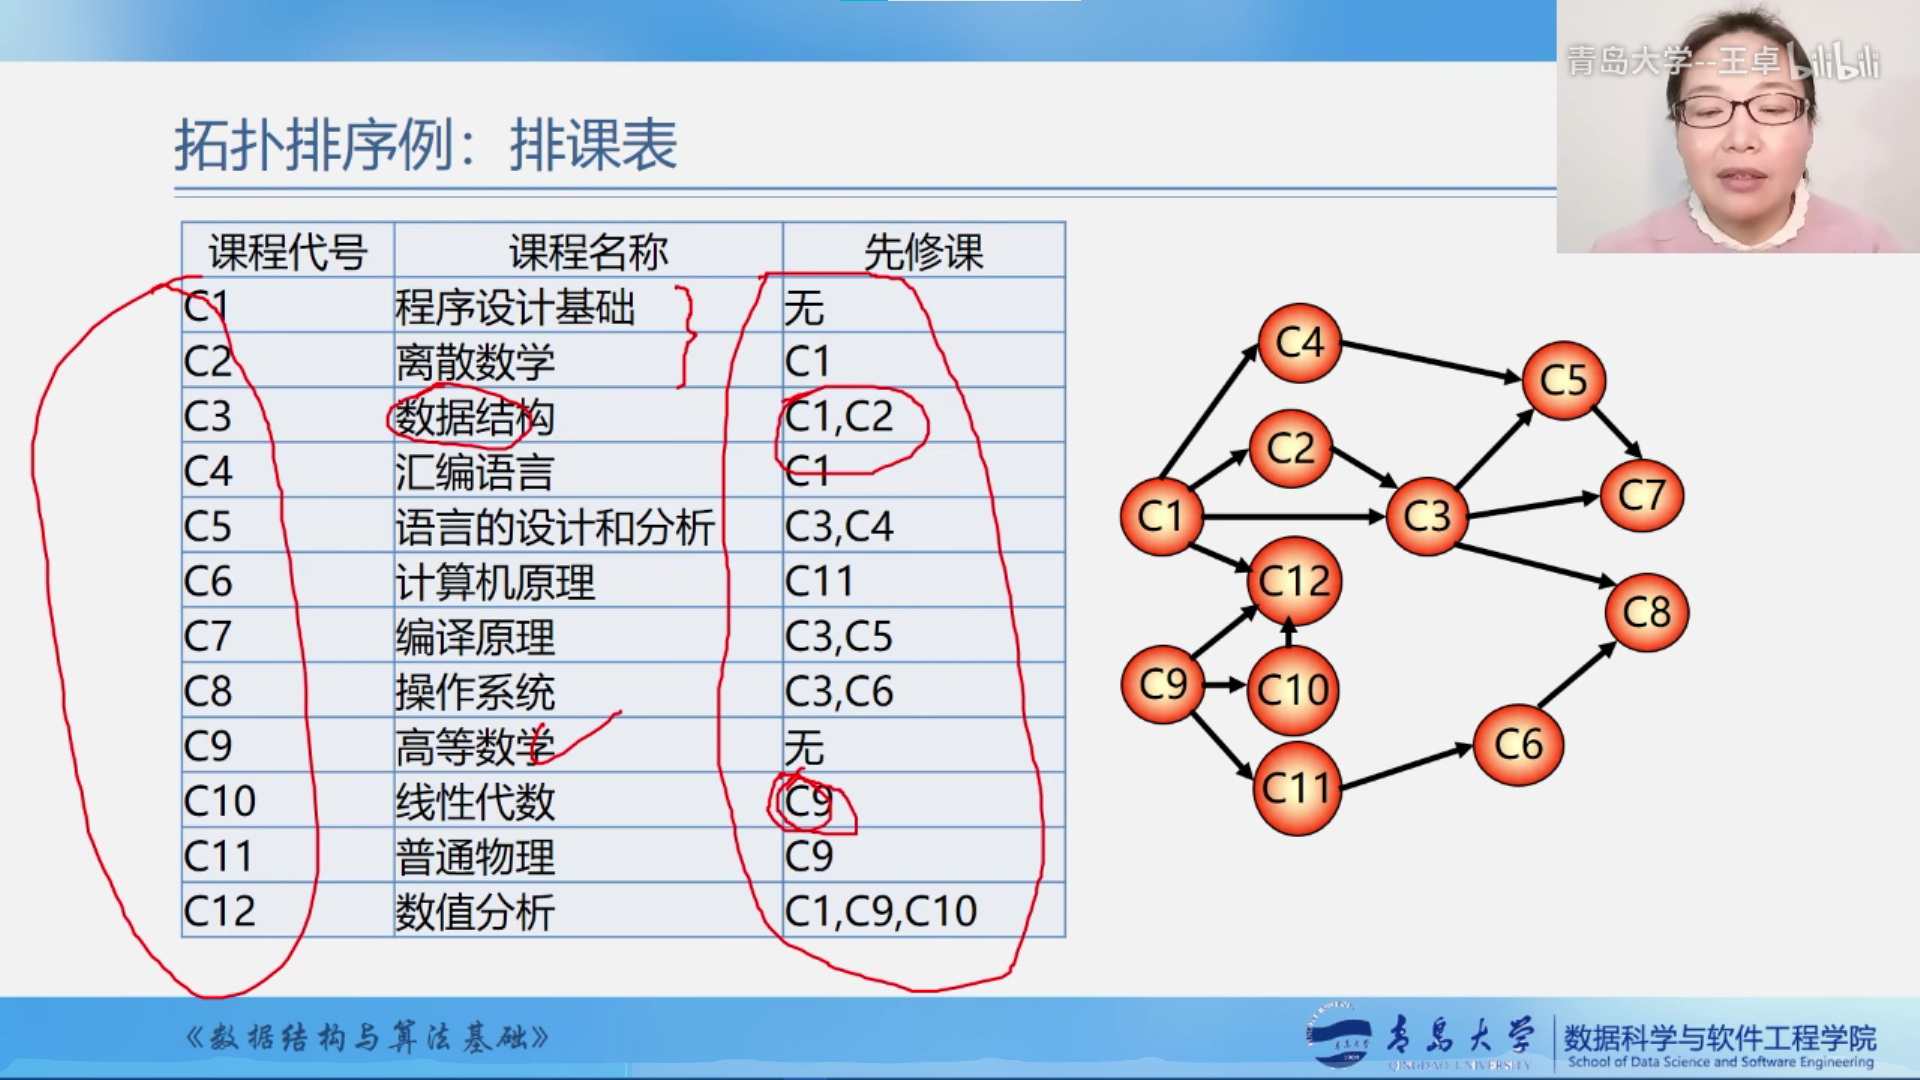 青岛大学--王卓 bilibili
拓扑排序例：排课表
课程代号 课程名称 先修课
C1 程序设计基础 无
C2 离散数学 C1
C3 数据结构 C1,C2
C4 汇编语言 C1
C5 语言的设计和分析 C3,C4
C6 计算机原理 C11
C7 编译原理 C3,C5
C8 操作系统 C3,C6
C9 高等数学 无
C10 线性代数 C9
C11 普通物理 C9
C12 数值分析 C1,C9,C10
C4
C5
C2
C7
C1
C3
C12
C8
C9
C10
C6
C11
《数据结构与算法基础》
青岛大学
QINGDAO UNIVERSITY
数据科学与软件工程学院
School of Data Science and Software Engineering